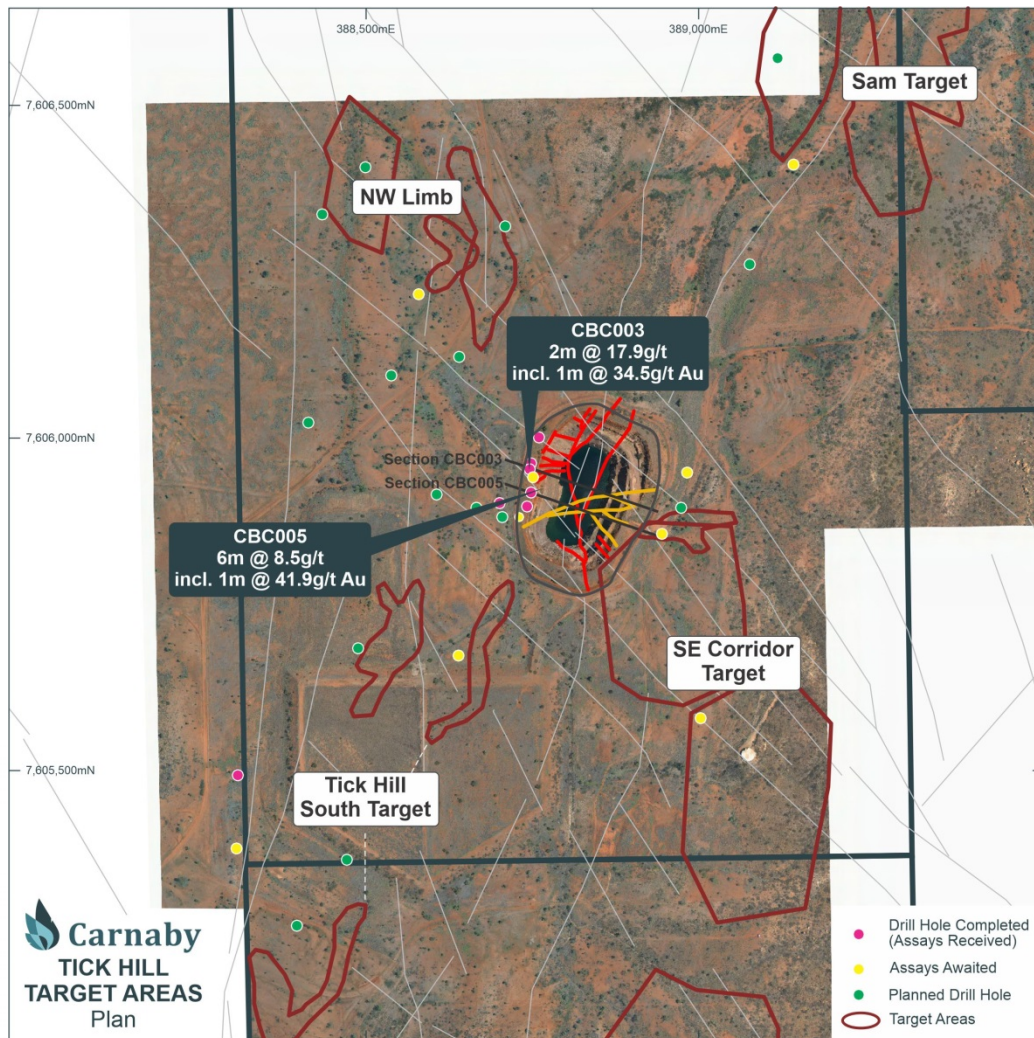 388,500mE
389,000mE
7,606,500mN
7,606,000mN
7,605,500mN
Sam Target
NW Limb
CBC003
2m @ 17.9g/t
incl. 1m @ 34.5g/t Au
Section CBC003
Section CBC005
CBC005
6m @ 8.5g/t
incl. 1m @ 41.9g/t Au
SE Corridor
Target
Tick Hill
South Target
Carnaby
TICK HILL
TARGET AREAS
Plan
Drill Hole Completed
(Assays Received)
Assays Awaited
Planned Drill Hole
Target Areas